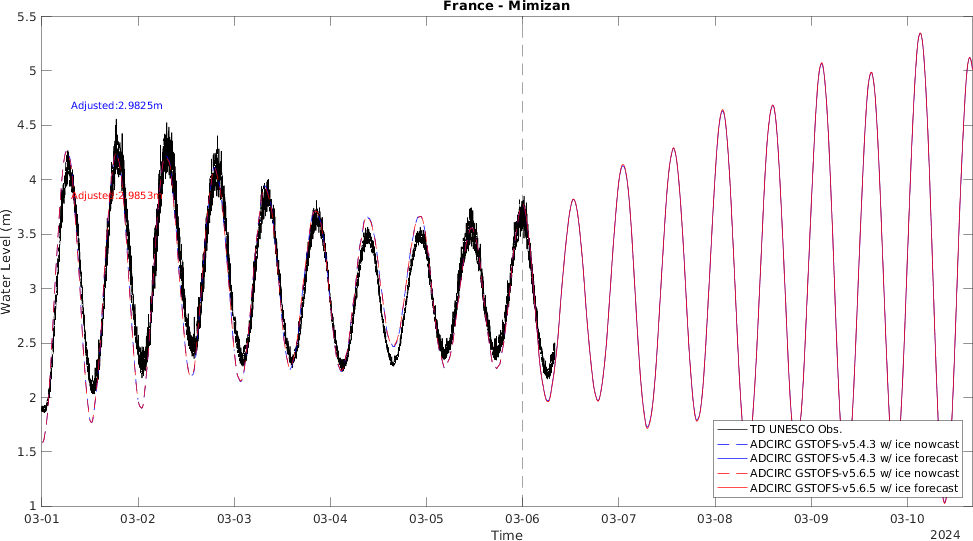 France - Mimizan
5.5
5
4.5
4
3.5
3
2.5
2
1.5
1
Water Level (m)
Adjusted:2.9825m
Adjusted:2.9853m
TD UNESCO Obs.
ADCIRC GSTOFS-v5.4.3 w/ ice nowcast
ADCIRC GSTOFS-v5.4.3 w/ ice forecast
ADCIRC GSTOFS-v5.6.5 w/ ice nowcast
ADCIRC GSTOFS-v5.6.5 w/ ice forecast
03-01 03-02 03-03 03-04 03-05 03-06 03-07 03-08 03-09 03-10
Time
2024